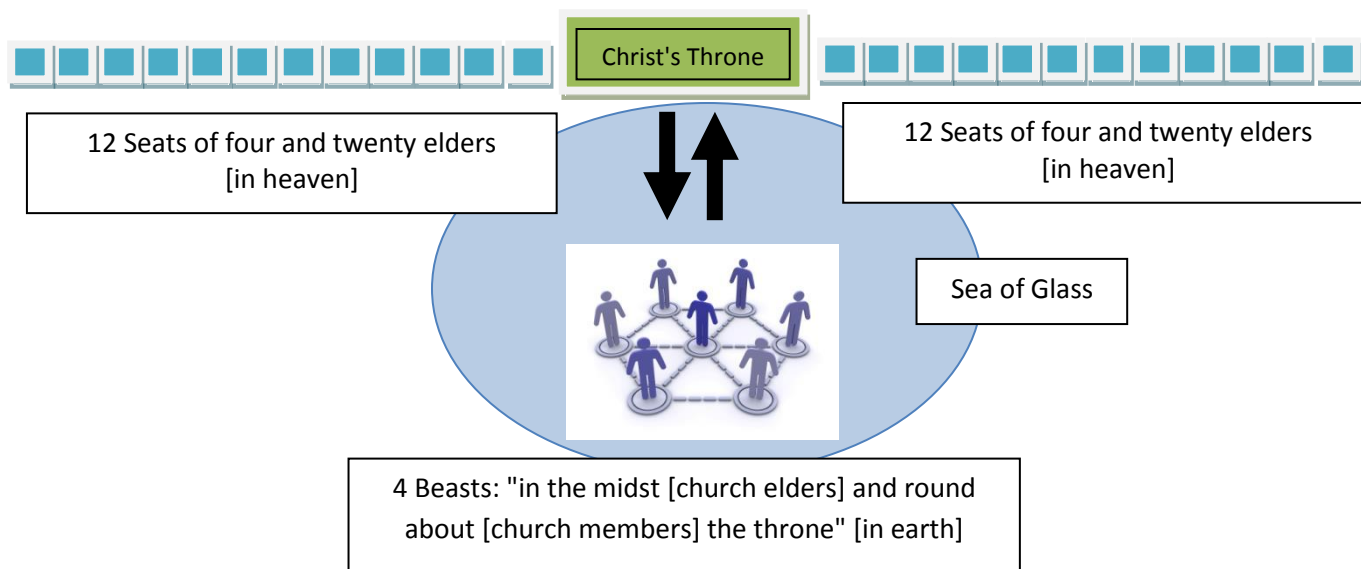 Christ's Throne
12 Seats of four and twenty elders
[in heaven]
12 Seats of four and twenty elders
[in heaven]
Sea of Glass
4 Beasts: "in the midst [church elders] and round
about [church members] the throne" [in earth]